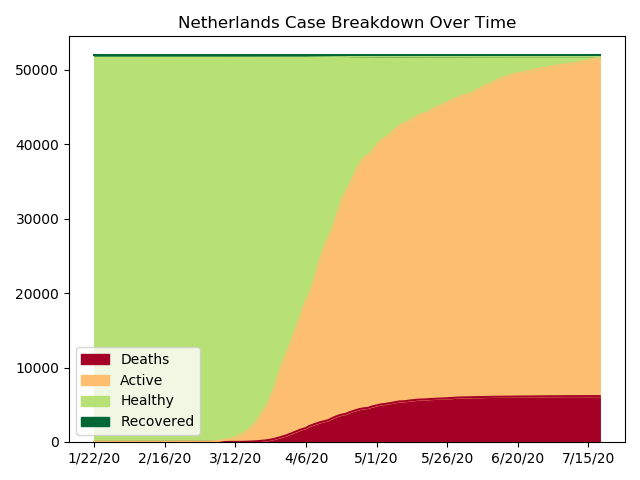 Netherlands Case Breakdown Over Time
50000
40000
30000
20000
10000
0
Deaths
Active
Healthy
Recovered
1/22/20 2/16/20 3/12/20 4/6/20 5/1/20 5/26/20 6/20/20 7/15/20